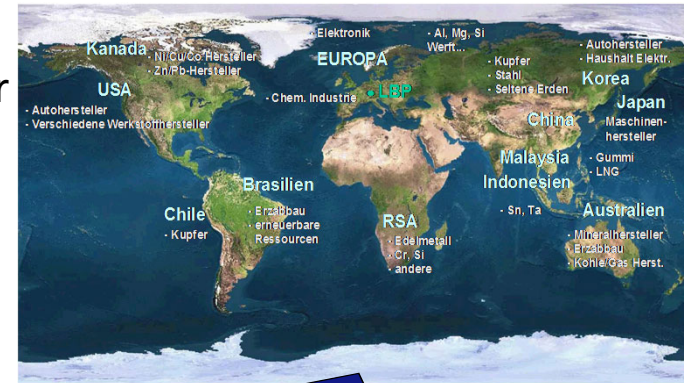 r
Kanada
- Ni/Cu/Co-Hersteller
- Zn/Pb-Hersteller
USA
- Autohersteller
- Verschiedene Werkstoffhersteller
- Elektronik
- Al, Mg, Si
Werft...
EUROPA
LBP
- Chem. Industrie
- Kupfer
- Stahl
- Seltene Erden
- Autohersteller
- Haushalt Elektr.
Korea
Japan
Maschinen-
hersteller
China
Malaysia
- Gummi
- LNG
Indonesien
- Sn, Ta
Brasilien
- Erzabbau
- erneuerbare
Ressourcen
Chile
- Kupfer
RSA
- Edelmetall
- Cr, Si
- andere
Australien
- Mineralhersteller
- Erzabbau
- Kohle/Gas Herst.